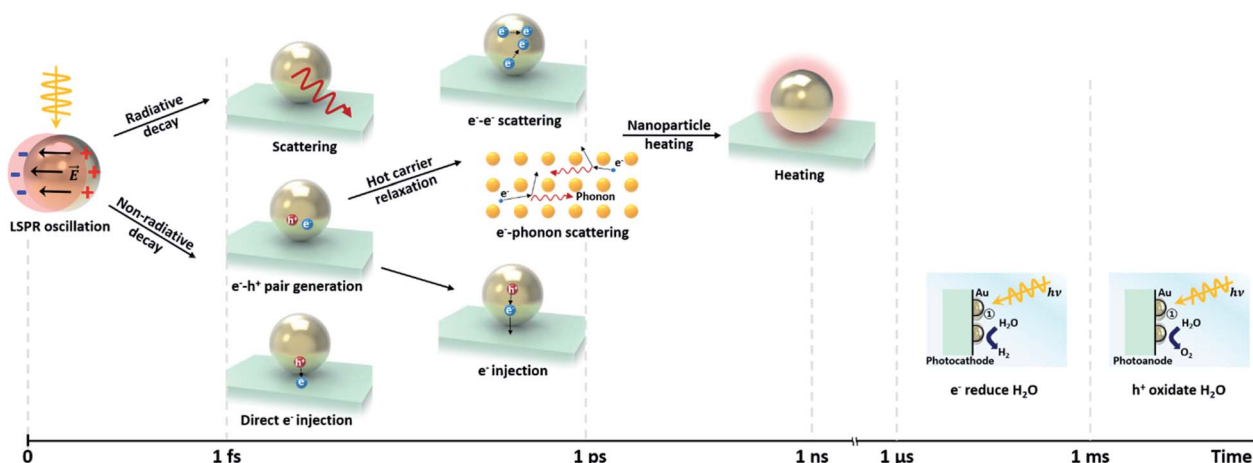 - - -
+ + +
E
LSPR oscillation
Radiative
decay
Non-radiative
decay
Scattering
h⁺ e⁻
e⁻-h⁺ pair generation
h⁺
e⁻
Direct e⁻ injection
Hot carrier
relaxation
e⁻ e⁻
e⁻
e⁻
e⁻-e⁻ scattering
e⁻
e⁻
Phonon
e⁻-phonon scattering
h⁺
e⁻
e⁻ injection
Nanoparticle
heating
Heating
Au
hν
①
H₂O
H₂
Photocathode
e⁻ reduce H₂O
Au
hν
①
H₂O
O₂
Photoanode
h⁺ oxidate H₂O
0 1 fs 1 ps 1 ns 1 μs 1 ms Time